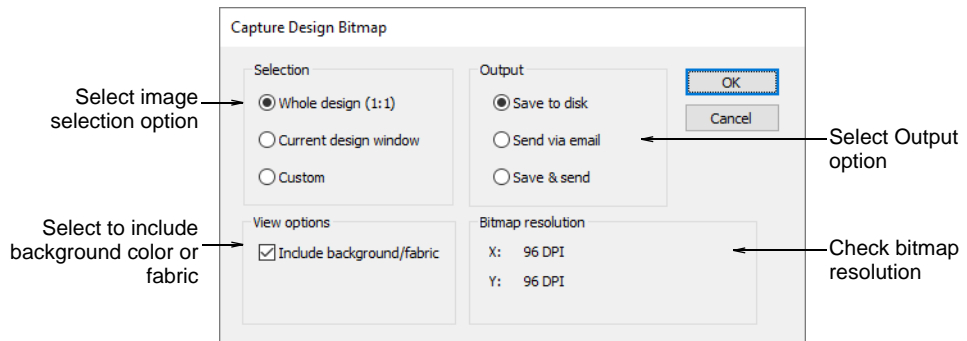 Capture Design Bitmap
Selection
Whole design (1:1)
Current design window
Custom
Output
Save to disk
Send via email
Save & send
OK
Cancel
View options
Include background/fabric
Bitmap resolution
X: 96 DPI
Y: 96 DPI
Select image
selection option
Select to include
background color or
fabric
Select Output
option
Check bitmap
resolution